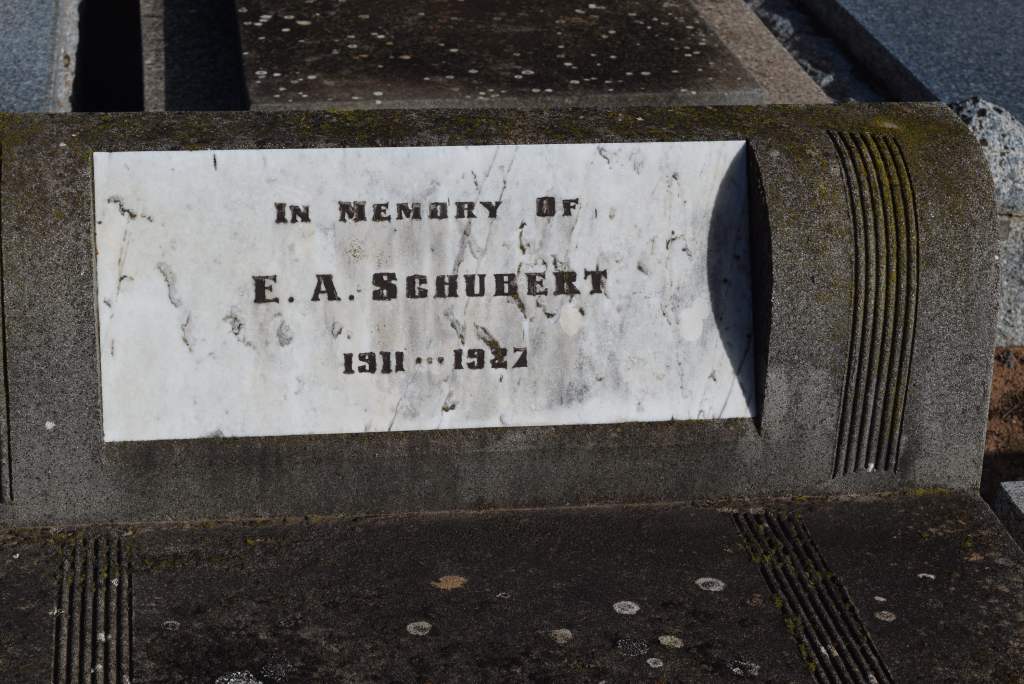 In Memory Of
E. A. Schubert
1911 ... 1927